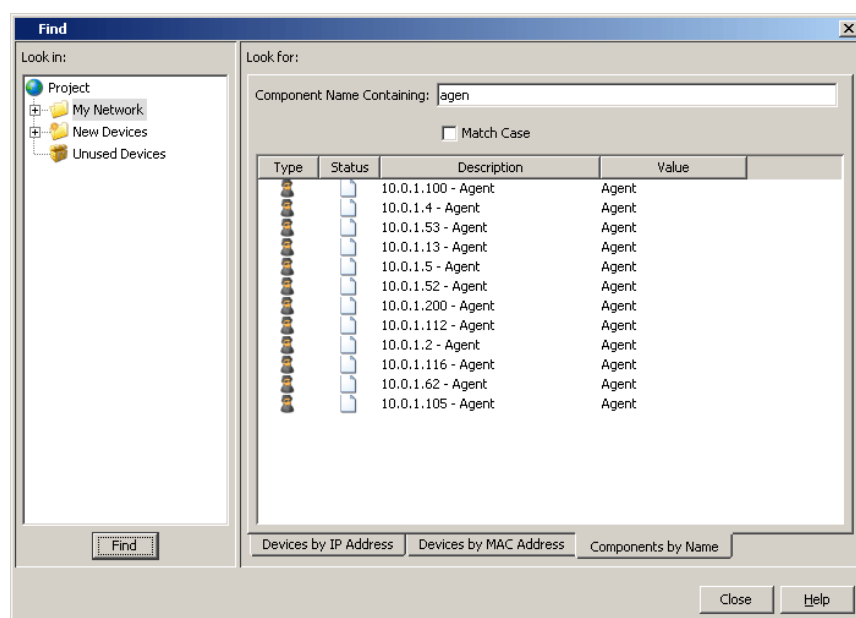 Find
Look in:
Project
My Network
New Devices
Unused Devices
Find
Look for:
Component Name Containing: agen
Match Case
Type Status Description Value
10.0.1.100 - Agent Agent
10.0.1.4 - Agent Agent
10.0.1.53 - Agent Agent
10.0.1.13 - Agent Agent
10.0.1.5 - Agent Agent
10.0.1.52 - Agent Agent
10.0.1.200 - Agent Agent
10.0.1.112 - Agent Agent
10.0.1.2 - Agent Agent
10.0.1.116 - Agent Agent
10.0.1.62 - Agent Agent
10.0.1.105 - Agent Agent
Devices by IP Address Devices by MAC Address Components by Name
Close Help